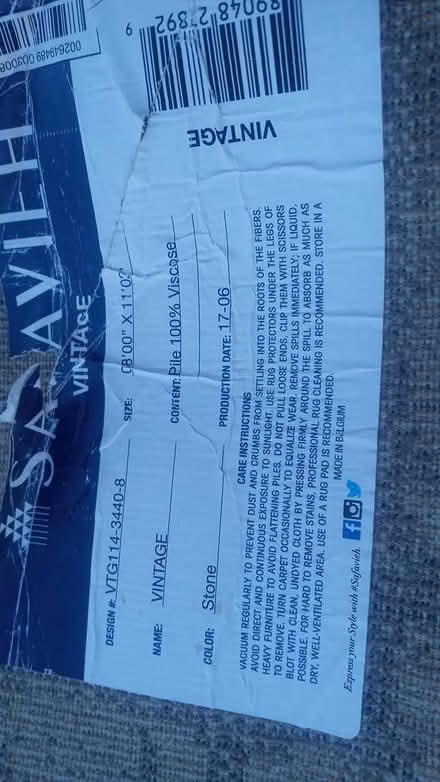 SAFAVIEH
VINTAGE
DESIGN #: VTG114-3440-8
SIZE: 08'00" X 11'02"
NAME: VINTAGE
CONTENT: Pile 100% Viscose
COLOR: Stone
PRODUCTION DATE: 17-06
VINTAGE
9
89048 27892
CARE INSTRUCTIONS
VACUUM REGULARLY TO PREVENT DUST AND CRUMBS FROM SETTLING INTO THE ROOTS OF THE FIBERS.
AVOID DIRECT AND CONTINUOUS EXPOSURE TO SUNLIGHT. USE RUG PROTECTORS UNDER THE LEGS OF
HEAVY FURNITURE TO AVOID FLATTENING PILES. DO NOT PULL LOOSE ENDS, CLIP THEM WITH SCISSORS
TO REMOVE. TURN CARPET OCCASIONALLY TO EQUALIZE WEAR. REMOVE SPILLS IMMEDIATELY; IF LIQUID,
BLOT WITH CLEAN, UNDYED CLOTH BY PRESSING FIRMLY AROUND THE SPILL TO ABSORBE AS MUCH AS
POSSIBLE. FOR HARD TO REMOVE STAINS, PROFESSIONAL RUG CLEANING IS RECOMMENDED. STORE IN A
DRY, WELL-VENTILATED AREA. USE OF A RUG PAD IS RECOMMENDED.
MADE IN BELGIUM
Express your Style with #Safavieh